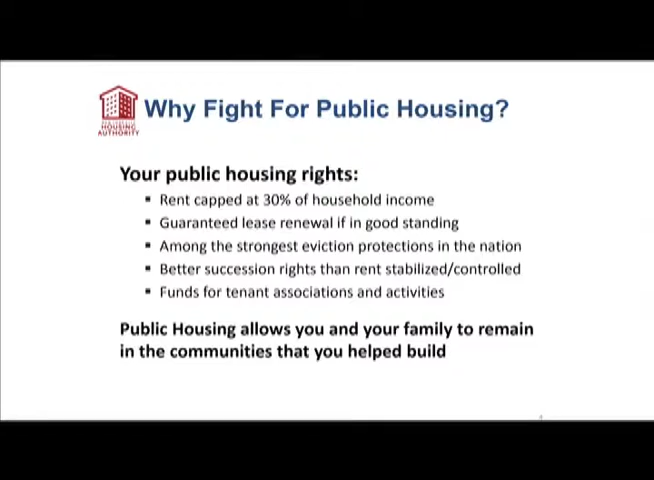 HOUSING
AUTHORITY
Why Fight For Public Housing?
Your public housing rights:
▪ Rent capped at 30% of household income
▪ Guaranteed lease renewal if in good standing
▪ Among the strongest eviction protections in the nation
▪ Better succession rights than rent stabilized/controlled
▪ Funds for tenant associations and activities
Public Housing allows you and your family to remain
in the communities that you helped build